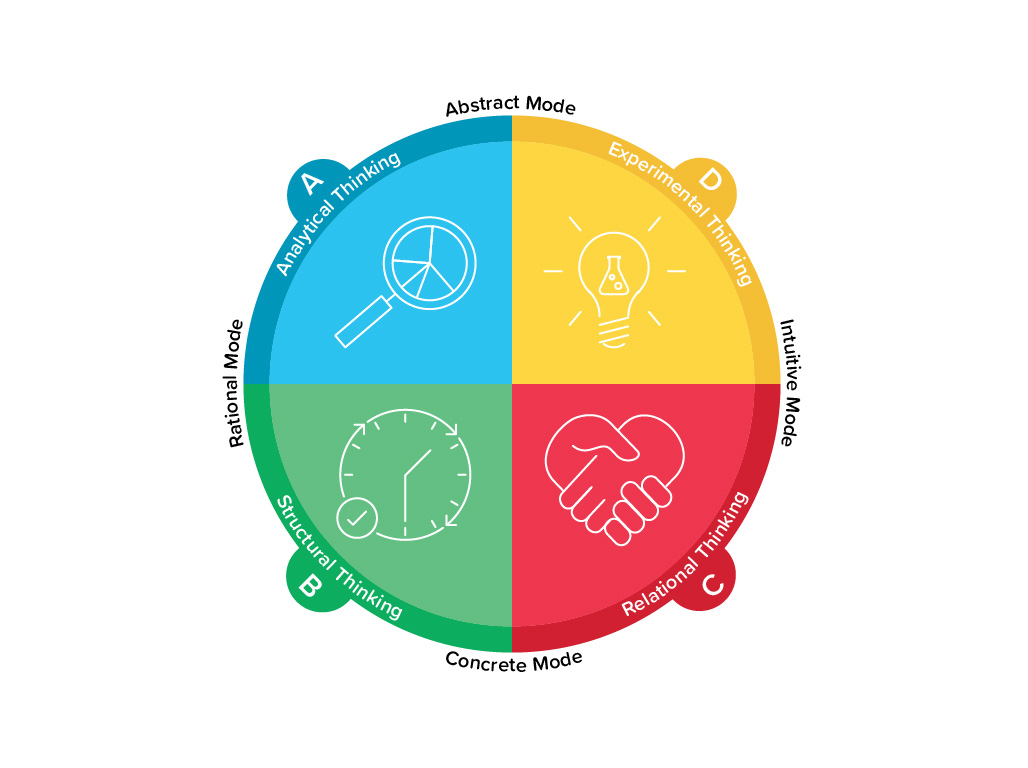 Abstract Mode
A
Analytical Thinking
Experimental Thinking
D
Rational Mode
Intuitive Mode
Structural Thinking
B
Relational Thinking
C
Concrete Mode